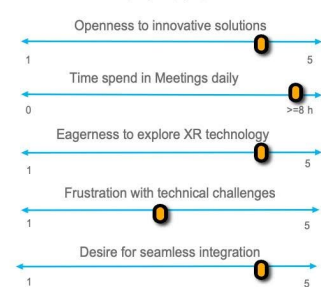 Openness to innovative solutions
1 5
Time spend in Meetings daily
0 >=8 h
Eagerness to explore XR technology
1 5
Frustration with technical challenges
1 5
Desire for seamless integration
1 5